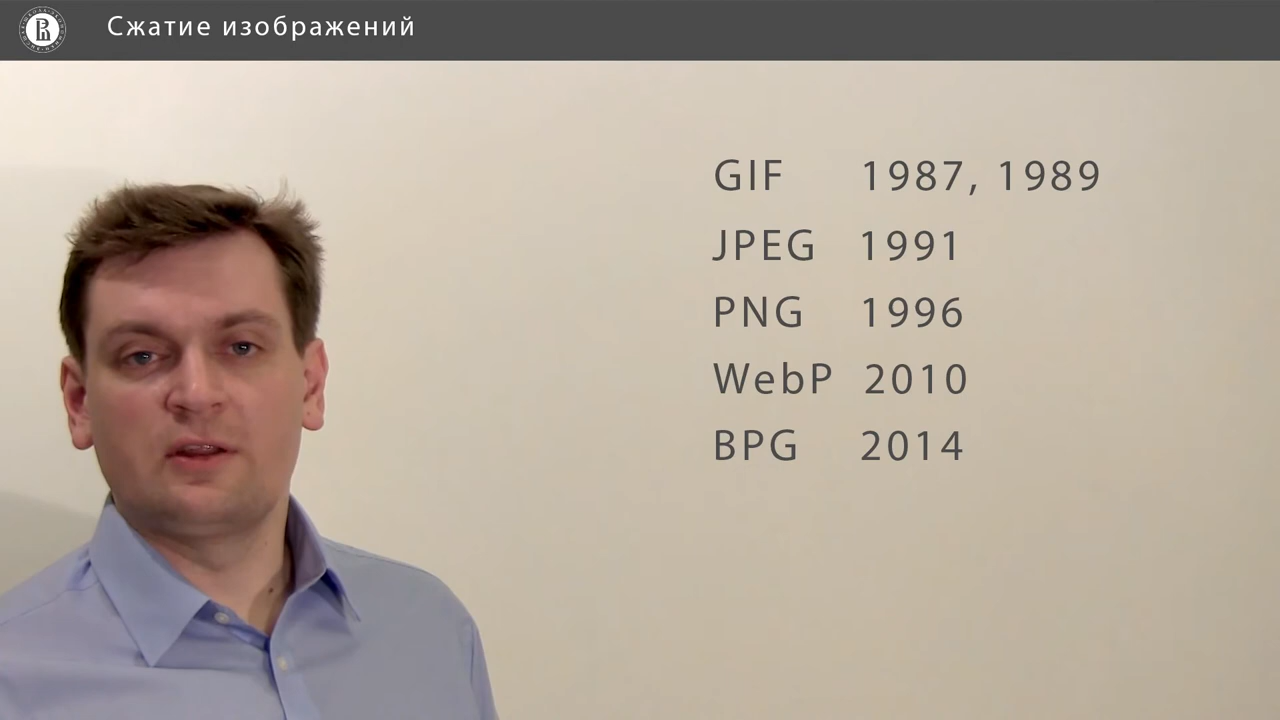 Сжатие изображений
GIF 1987, 1989
JPEG 1991
PNG 1996
WebP 2010
BPG 2014